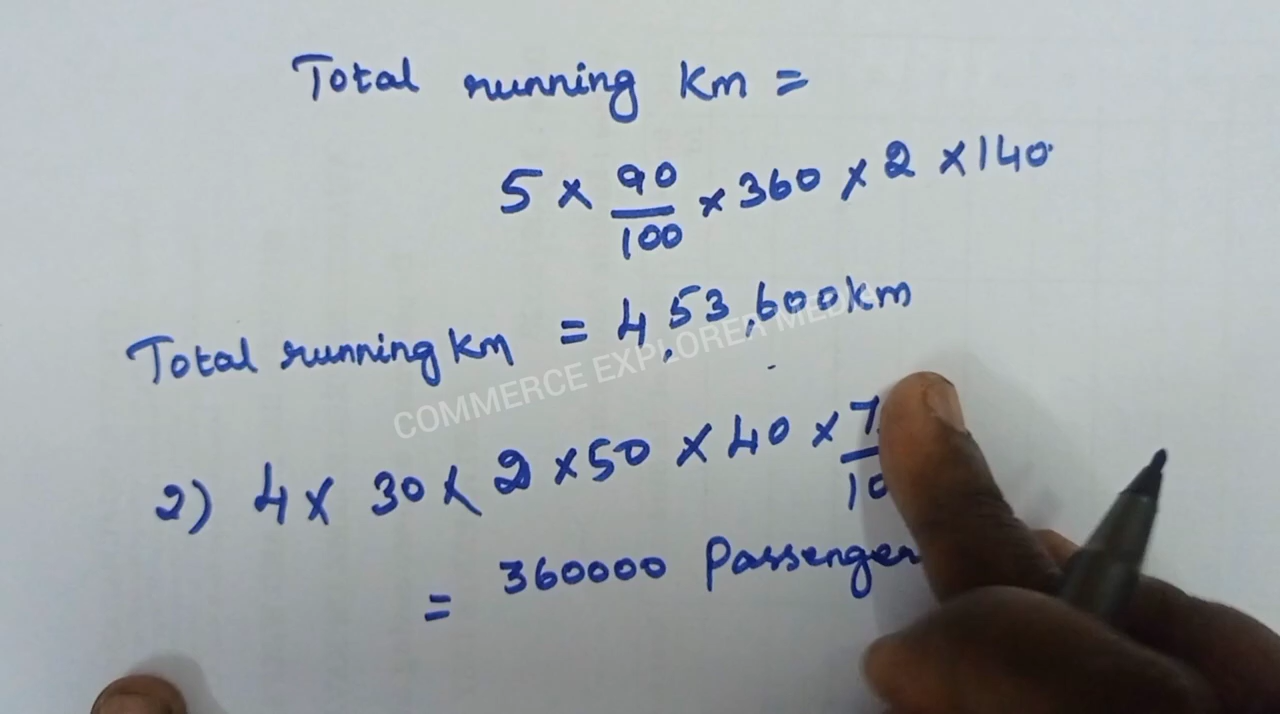 Total running Km =
5 × 90/100 × 360 × 2 × 140
Total running km = 4,53,600km
COMMERCE EXPLORER
2) 4 × 30 × 2 × 50 × 40 ×
= 360000 Passenger